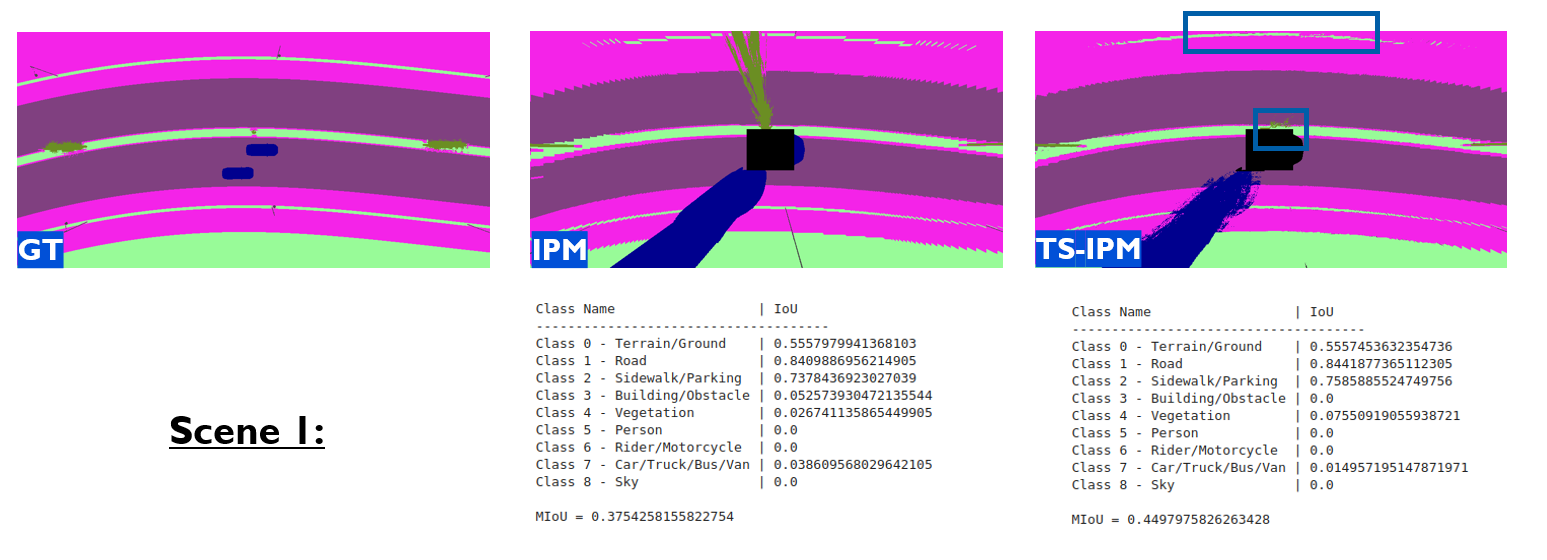 GT
IPM
TS-IPM
Class Name | IoU
-------------------------------------
Class 0 - Terrain/Ground | 0.5557979941368103
Class 1 - Road | 0.8409886956214905
Class 2 - Sidewalk/Parking | 0.7378436923027039
Class 3 - Building/Obstacle | 0.052573930472135544
Class 4 - Vegetation | 0.026741135865449905
Class 5 - Person | 0.0
Class 6 - Rider/Motorcycle | 0.0
Class 7 - Car/Truck/Bus/Van | 0.038609568029642105
Class 8 - Sky | 0.0
MIoU = 0.3754258155822754
Class Name | IoU
-------------------------------------
Class 0 - Terrain/Ground | 0.5557453632354736
Class 1 - Road | 0.8441877365112305
Class 2 - Sidewalk/Parking | 0.7585885524749756
Class 3 - Building/Obstacle | 0.0
Class 4 - Vegetation | 0.07550919055938721
Class 5 - Person | 0.0
Class 6 - Rider/Motorcycle | 0.0
Class 7 - Car/Truck/Bus/Van | 0.014957195147871971
Class 8 - Sky | 0.0
MIoU = 0.4497975826263428
Scene 1: